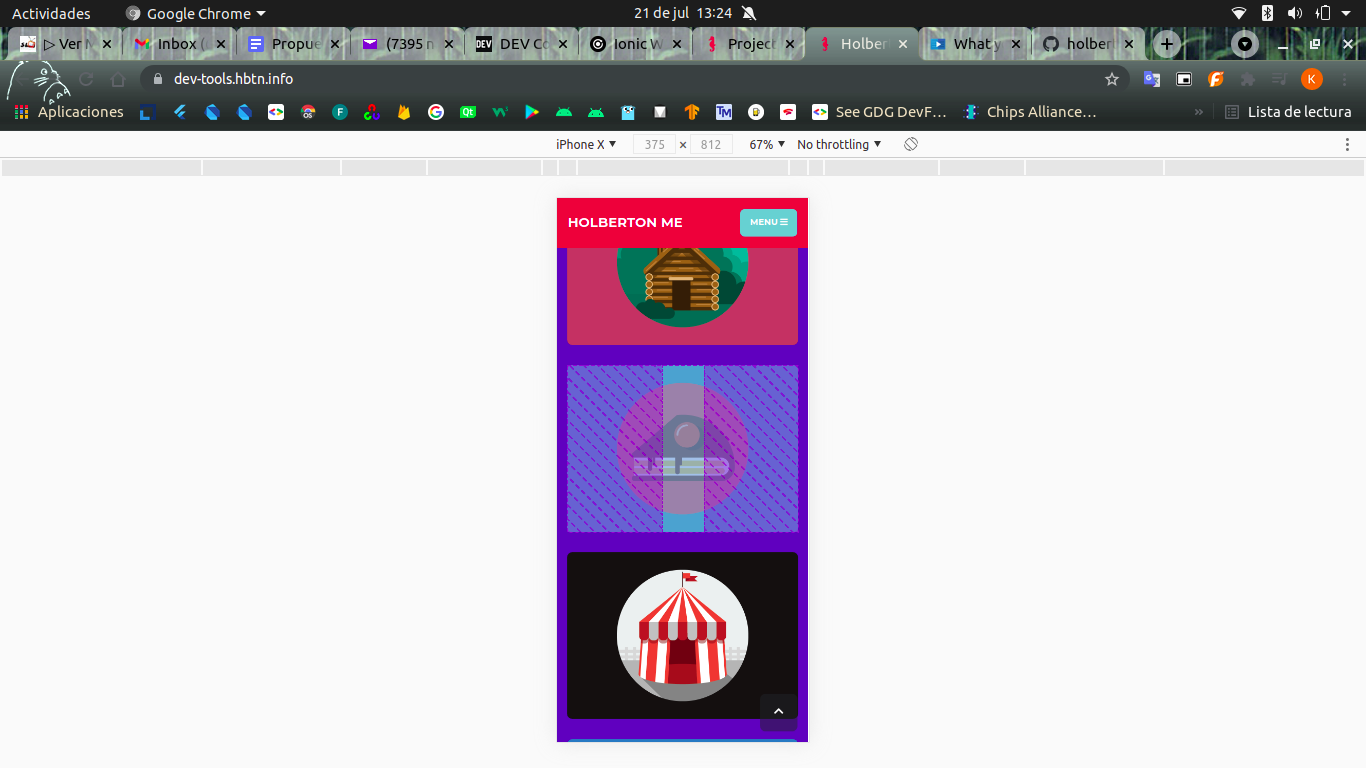 Actividades
Google Chrome
21 de jul 13:24
▷ Ver M
Inbox (
Propue
(7395 n
DEV Co
Ionic W
Project
Holber
What y
holber
dev-tools.hbtn.info
K
Aplicaciones
See GDG DevF…
Chips Alliance…
»
Lista de lectura
iPhone X
375 × 812
67%
No throttling
HOLBERTON ME
MENU